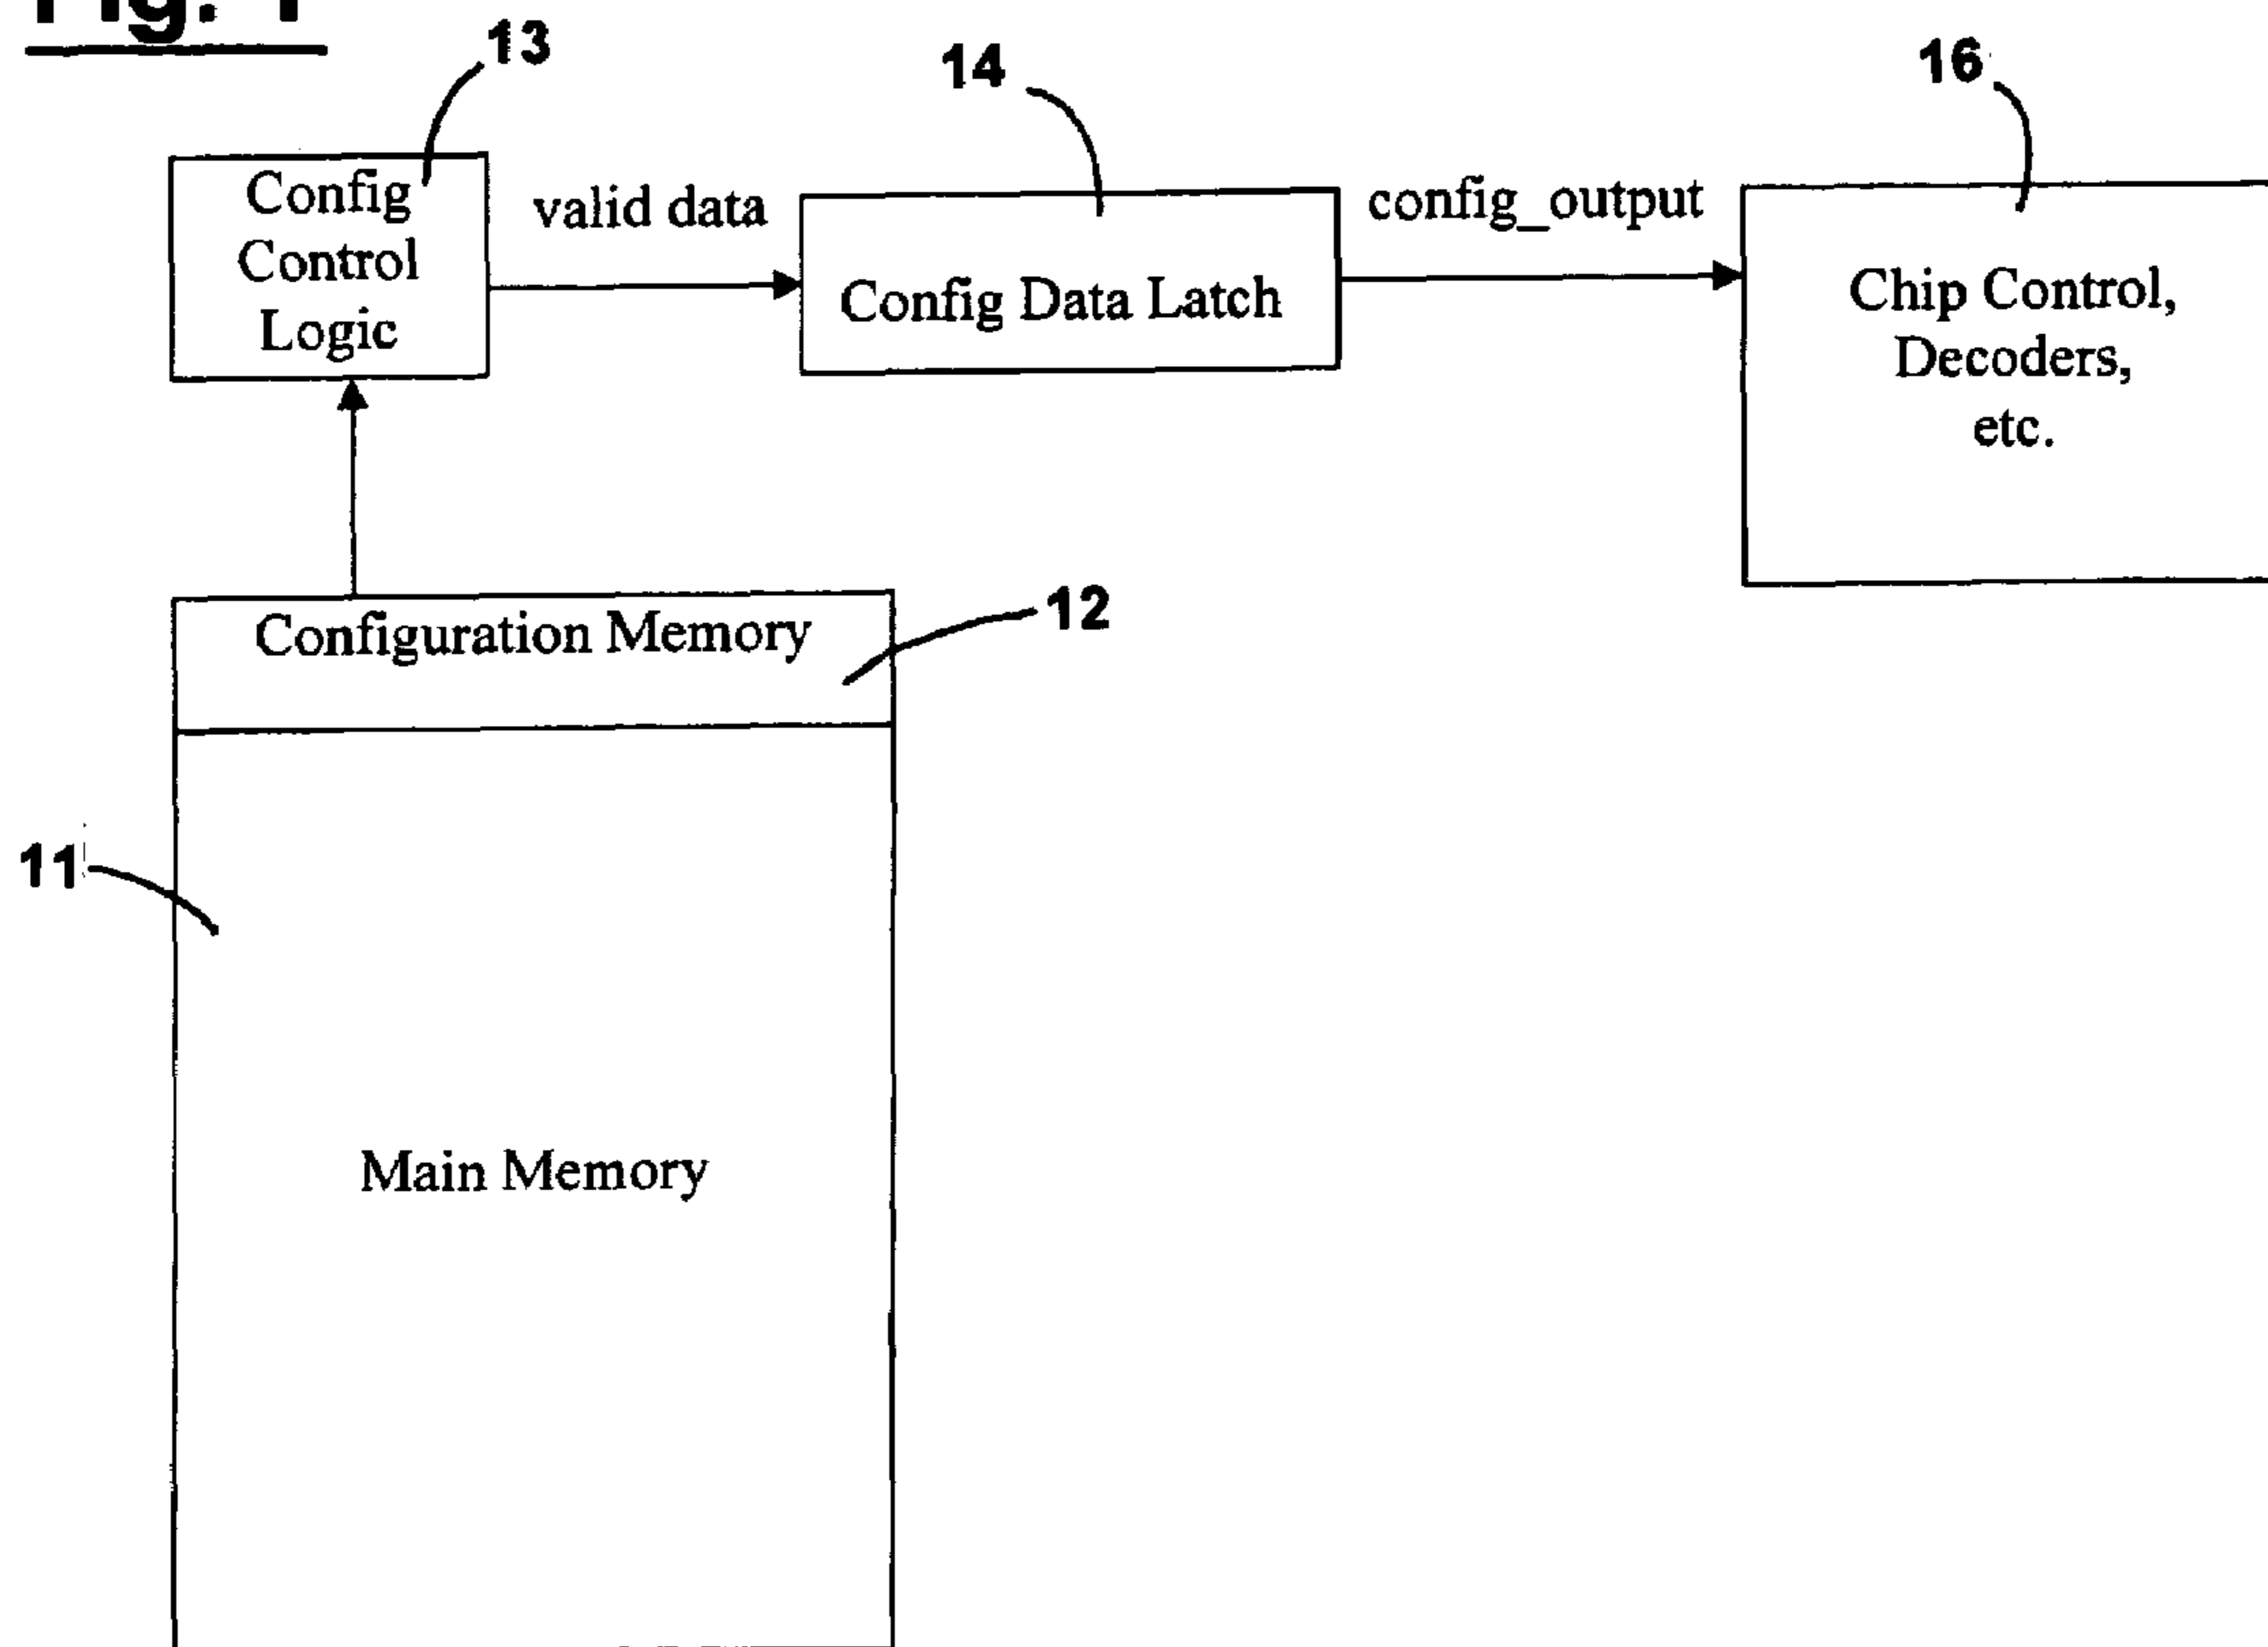 Fig. 1
13
14
16
Config
Control
Logic
valid data
Config Data Latch
config_output
Chip Control,
Decoders,
etc.
Configuration Memory
12
11
Main Memory